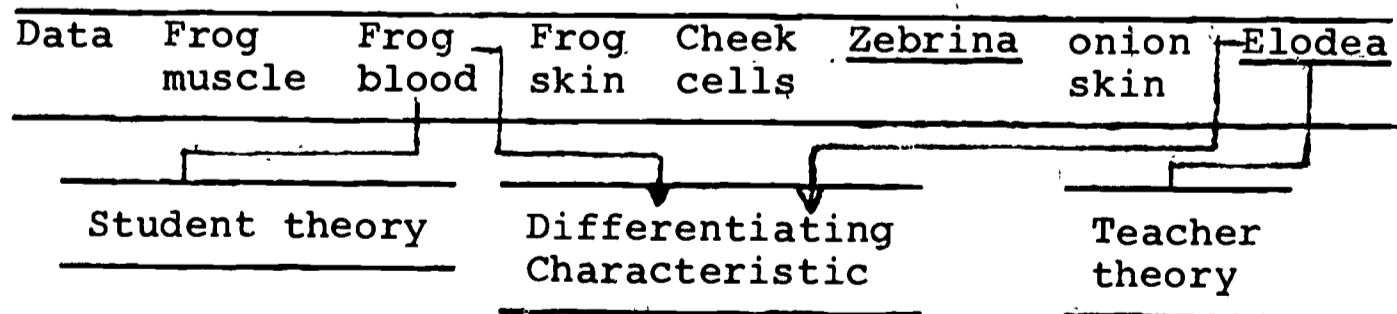 Data Frog Frog Frog Cheek Zebrina onion Elodea
muscle blood skin cells skin
Student theory Differentiating Teacher
Characteristic theory